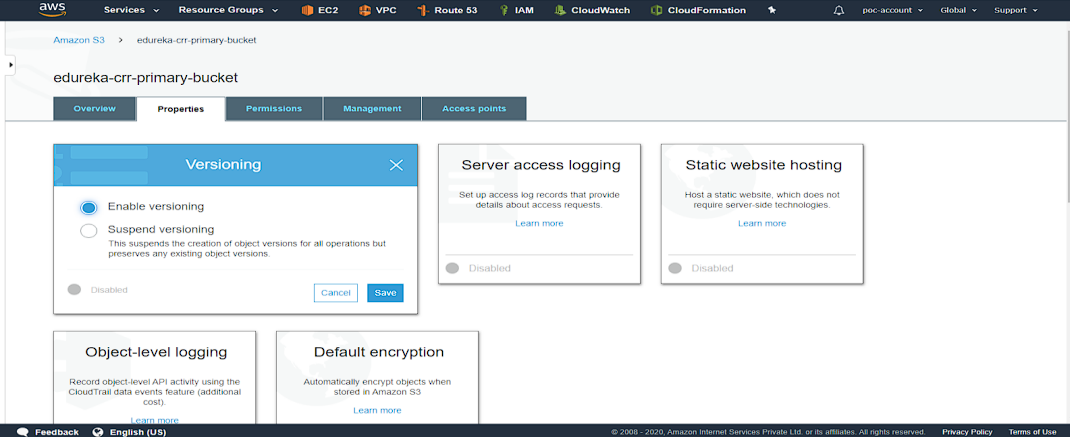 aws Services Resource Groups EC2 VPC Route 53 IAM CloudWatch CloudFormation poc-account Global Support
Amazon S3 > edureka-crr-primary-bucket
edureka-crr-primary-bucket
Overview Properties Permissions Management Access points
Versioning
Enable versioning
Suspend versioning
This suspends the creation of object versions for all operations but
preserves any existing object versions.
Disabled
Cancel Save
Server access logging
Set up access log records that provide
details about access requests.
Learn more
Disabled
Static website hosting
Host a static website, which does not
require server-side technologies.
Learn more
Disabled
Object-level logging
Record object-level API activity using the
CloudTrail data events feature (additional
cost).
Learn more
Default encryption
Automatically encrypt objects when
stored in Amazon S3
Learn more
Feedback English (US) © 2008 - 2020, Amazon Internet Services Private Ltd. or its affiliates. All rights reserved. Privacy Policy Terms of Use